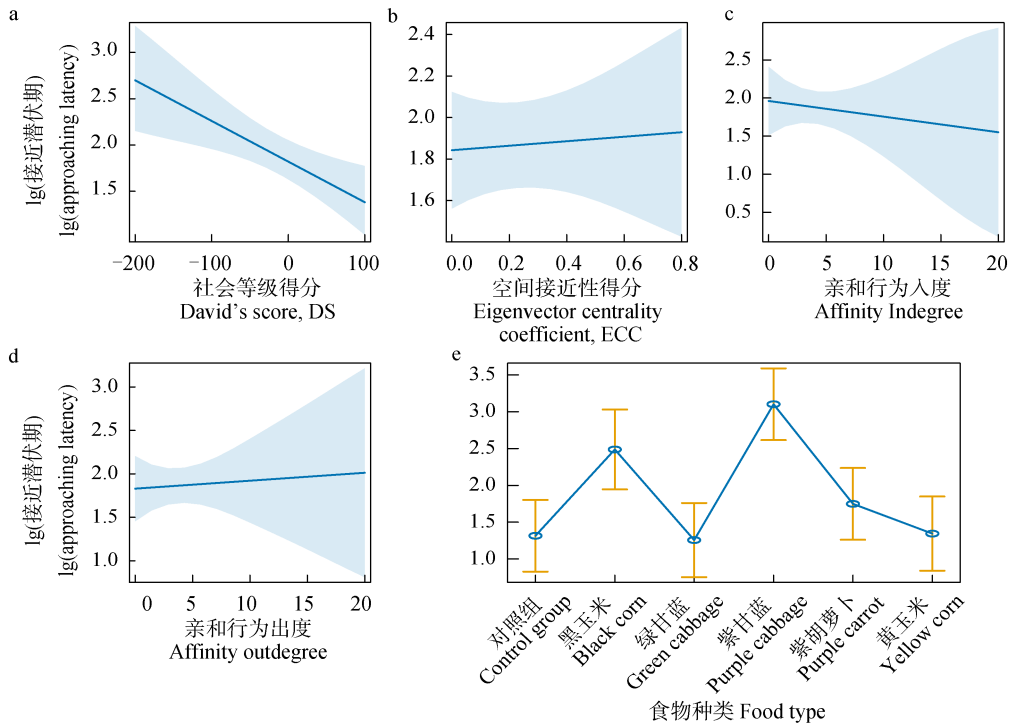 a
lg(接近潜伏期)
lg(approaching latency)
3.0
2.5
2.0
1.5
−200
−100
0
100
社会等级得分
David's score, DS
b
2.4
2.2
2.0
1.8
1.6
0.0
0.2
0.4
0.6
0.8
空间接近性得分
Eigenvector centrality
coefficient, ECC
c
2.5
2.0
1.5
1.0
0.5
0
5
10
15
20
亲和行为入度
Affinity Indegree
d
lg(接近潜伏期)
lg(approaching latency)
3.0
2.5
2.0
1.5
1.0
0
5
10
15
20
亲和行为出度
Affinity outdegree
e
3.5
3.0
2.5
2.0
1.5
1.0
对照组
Control group
黑玉米
Black corn
绿甘蓝
Green cabbage
紫甘蓝
Purple cabbage
紫胡萝卜
Purple carrot
黄玉米
Yellow corn
食物种类 Food type